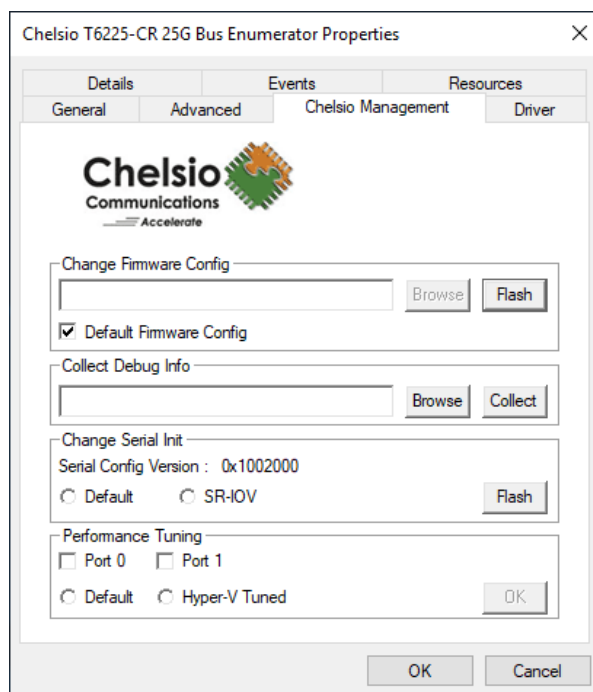 Chelsio T6225-CR 25G Bus Enumerator Properties
Details Events Resources
General Advanced Chelsio Management Driver
Chelsio
Communications
Accelerate
Change Firmware Config
Browse Flash
Default Firmware Config
Collect Debug Info
Browse Collect
Change Serial Init
Serial Config Version : 0x1002000
Default SR-IOV Flash
Performance Tuning
Port 0 Port 1
Default Hyper-V Tuned OK
OK Cancel